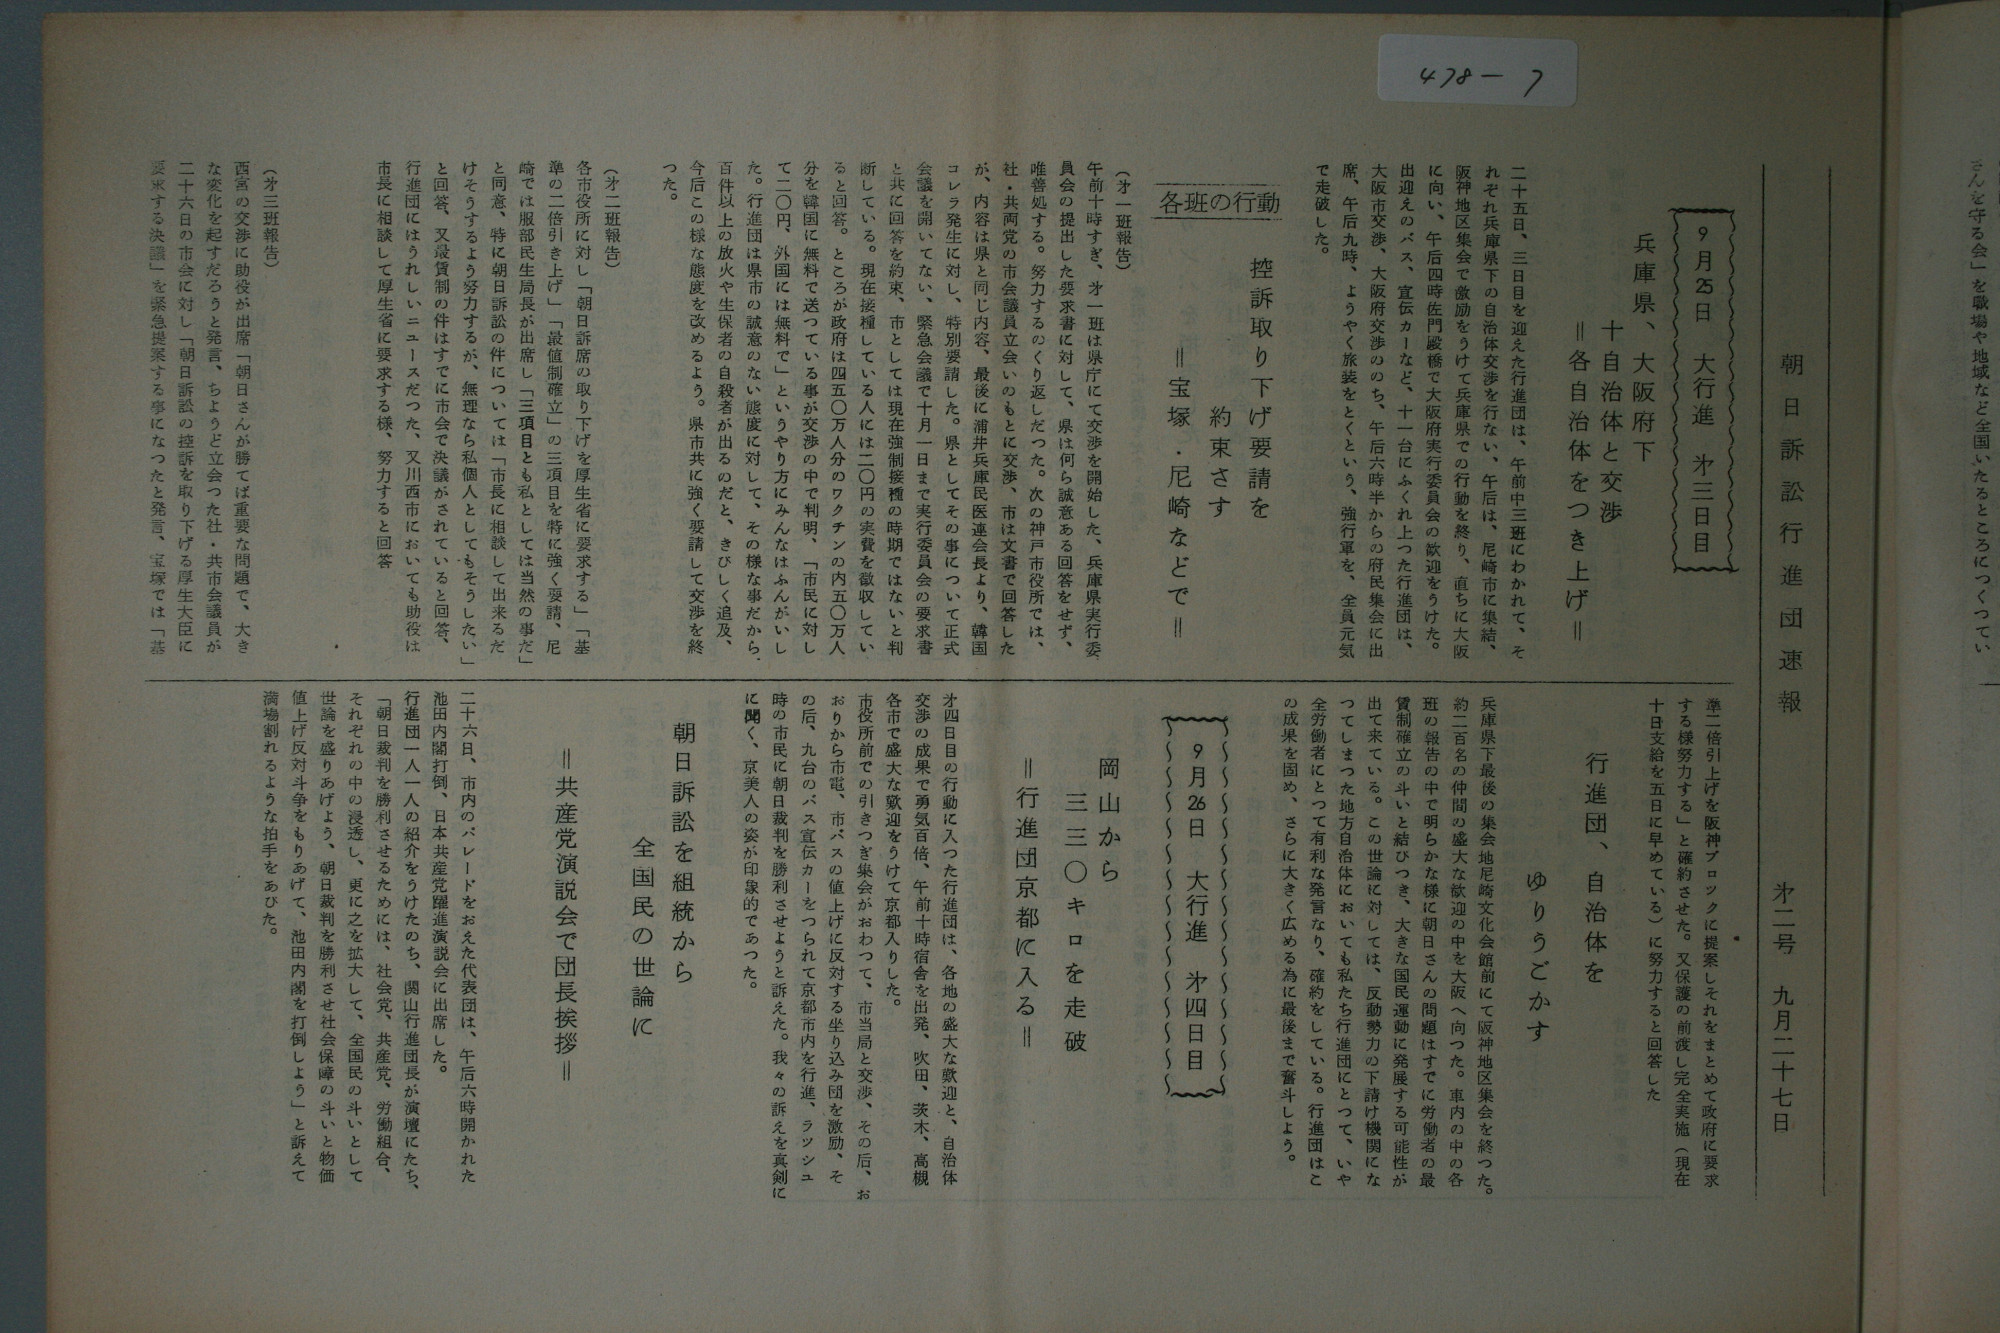 478-7
朝日訴訟行進団速報 才二号 九月二十七日
9月25日 大行進 才三日目
兵庫県、大阪府下
十自治体と交渉
＝各自治体をつき上げ＝
二十五日、三日目を迎えた行進団は、午前中三班にわかれて、そ
れぞれ兵庫県下の自治体交渉を行ない、午后は、尼崎市に集結、
阪神地区集会で激励をうけて兵庫県での行動を終り、直ちに大阪
に向い、午后四時佐門殿橋で大阪府実行委員会の歓迎をうけた。
出迎えのバス、宣伝カーなど、十一台にふくれ上つた行進団は、
大阪市交渉、大阪府交渉ののち、午后六時半からの府民集会に出
席、午后九時、ようやく旅装をとくという、強行軍を、全員元気
で走破した。
各班の行動
控訴取り下げ要請を
約束さす
＝宝塚・尼崎などで＝
（才一班報告）
午前十時すぎ、才一班は県庁にて交渉を開始した、兵庫県実行委
員会の提出した要求書に対して、県は何ら誠意ある回答をせず、
唯善処する。努力するのくり返しだつた。次の神戸市役所では、
社・共両党の市会議員立会いのもとに交渉、市は文書で回答した
が、内容は県と同じ内容、最後に浦井兵庫民医連会長より、韓国
コレラ発生に対し、特別要請した。県としてその事について正式
会議を開いてない、緊急会議で十月一日まで実行委員会の要求書
と共に回答を約束、市としては現在強制接種の時期ではないと判
断している。現在接種している人には二〇円の実費を徴収してい
ると回答。ところが政府は四五〇万人分のワクチンの内五〇万人
分を韓国に無料で送つている事が交渉の中で判明、「市民に対し
て二〇円、外国には無料で」というやり方にみんなはふんがいし
た。行進団は県市の誠意のない態度に対して、その様な事だから、
百件以上の放火や生保者の自殺者が出るのだと、きびしく追及、
今后この様な態度を改めるよう。県市共に強く要請して交渉を終
つた。
（才二班報告）
各市役所に対し「朝日訴席の取り下げを厚生省に要求する」「基
準の二倍引き上げ」「最値制確立」の三項目を特に強く要請、尼
崎では服部民生局長が出席し「三項目とも私としては当然の事だ」
と同意、特に朝日訴訟の件については「市長に相談して出来るだ
けそうするよう努力するが、無理なら私個人としてもそうしたい」
と回答、又最賃制の件はすでに市会で決議がされていると回答、
行進団にはうれしいニュースだつた、又川西市においても助役は
市長に相談して厚生省に要求する様、努力すると回答
（才三班報告）
西宮の交渉に助役が出席「朝日さんが勝てば重要な問題で、大き
な変化を起すだろうと発言、ちようど立会つた社・共市会議員が
二十六日の市会に対し「朝日訴訟の控訴を取り下げる厚生大臣に
要求する決議」を緊急提案する事になつたと発言、宝塚では「基
準二倍引上げを阪神ブロックに提案しそれをまとめて政府に要求
する様努力する」と確約させた。又保護の前渡し完全実施（現在
十日支給を五日に早めている）に努力すると回答した
行進団、自治体を
ゆりうごかす
兵庫県下最後の集会地尼崎文化会館前にて阪神地区集会を終つた。
約二百名の仲間の盛大な歓迎の中を大阪へ向つた。車内の中の各
班の報告の中で明らかな様に朝日さんの問題はすでに労働者の最
賃制確立の斗いと結びつき、大きな国民運動に発展する可能性が
出て来ている。この世論に対しては、反動勢力の下請け機関にな
つてしまつた地方自治体においても私たち行進団にとつて、いや
全労働者にとつて有利な発言なり、確約をしている。行進団はこ
の成果を固め、さらに大きく広める為に最後まで奮斗しよう。
9月26日 大行進 才四日目
岡山から
三三〇キロを走破
＝行進団京都に入る＝
才四日目の行動に入つた行進団は、各地の盛大な歓迎と、自治体
交渉の成果で勇気百倍、午前十時宿舎を出発、吹田、茨木、高槻
各市で盛大な歓迎をうけて京都入りした。
市役所前での引きつづき集会がおわつて、市当局と交渉、その后、お
おりから市電、市バスの値上げに反対する坐り込み団を激励、そ
の后、九台のバス宣伝カーをつられて京都市内を行進、ラッシュ
時の市民に朝日裁判を勝利させようと訴えた。我々の訴えを真剣に
に聞く、京美人の姿が印象的であつた。
朝日訴訟を組統から
全国民の世論に
＝共産党演説会で団長挨拶＝
二十六日、市内のパレードをおえた代表団は、午后六時開かれた
池田内閣打倒、日本共産党躍進演説会に出席した。
行進団一人一人の紹介をうけたのち、関山行進団長が演壇にたち、
「朝日裁判を勝利させるためには、社会党、共産党、労働組合、
それぞれの中の浸透し、更に之を拡大して、全国民の斗いとして
世論を盛りあげよう、朝日裁判を勝利させ社会保障の斗いと物価
値上げ反対斗争をもりあげて、池田内閣を打倒しよう」と訴えて
満場割れるような拍手をあびた。
さんを守る会」を職場や地域など全国いたるところにつくつてい